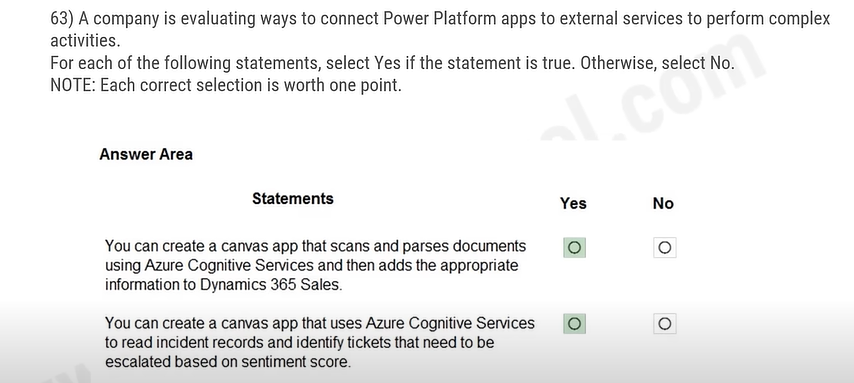 63) A company is evaluating ways to connect Power Platform apps to external services to perform complex
activities.
For each of the following statements, select Yes if the statement is true. Otherwise, select No.
NOTE: Each correct selection is worth one point.
Answer Area
Statements
Yes
No
You can create a canvas app that scans and parses documents
using Azure Cognitive Services and then adds the appropriate
information to Dynamics 365 Sales.
You can create a canvas app that uses Azure Cognitive Services
to read incident records and identify tickets that need to be
escalated based on sentiment score.